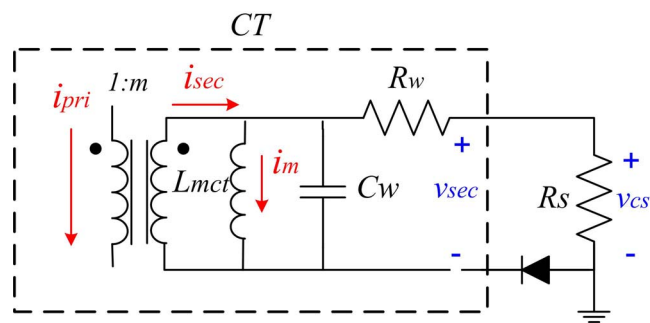 CT
1:m
isec
Rw
ipri
+
+
Lmct
im
Cw
vsec
Rs
vcs
-
-